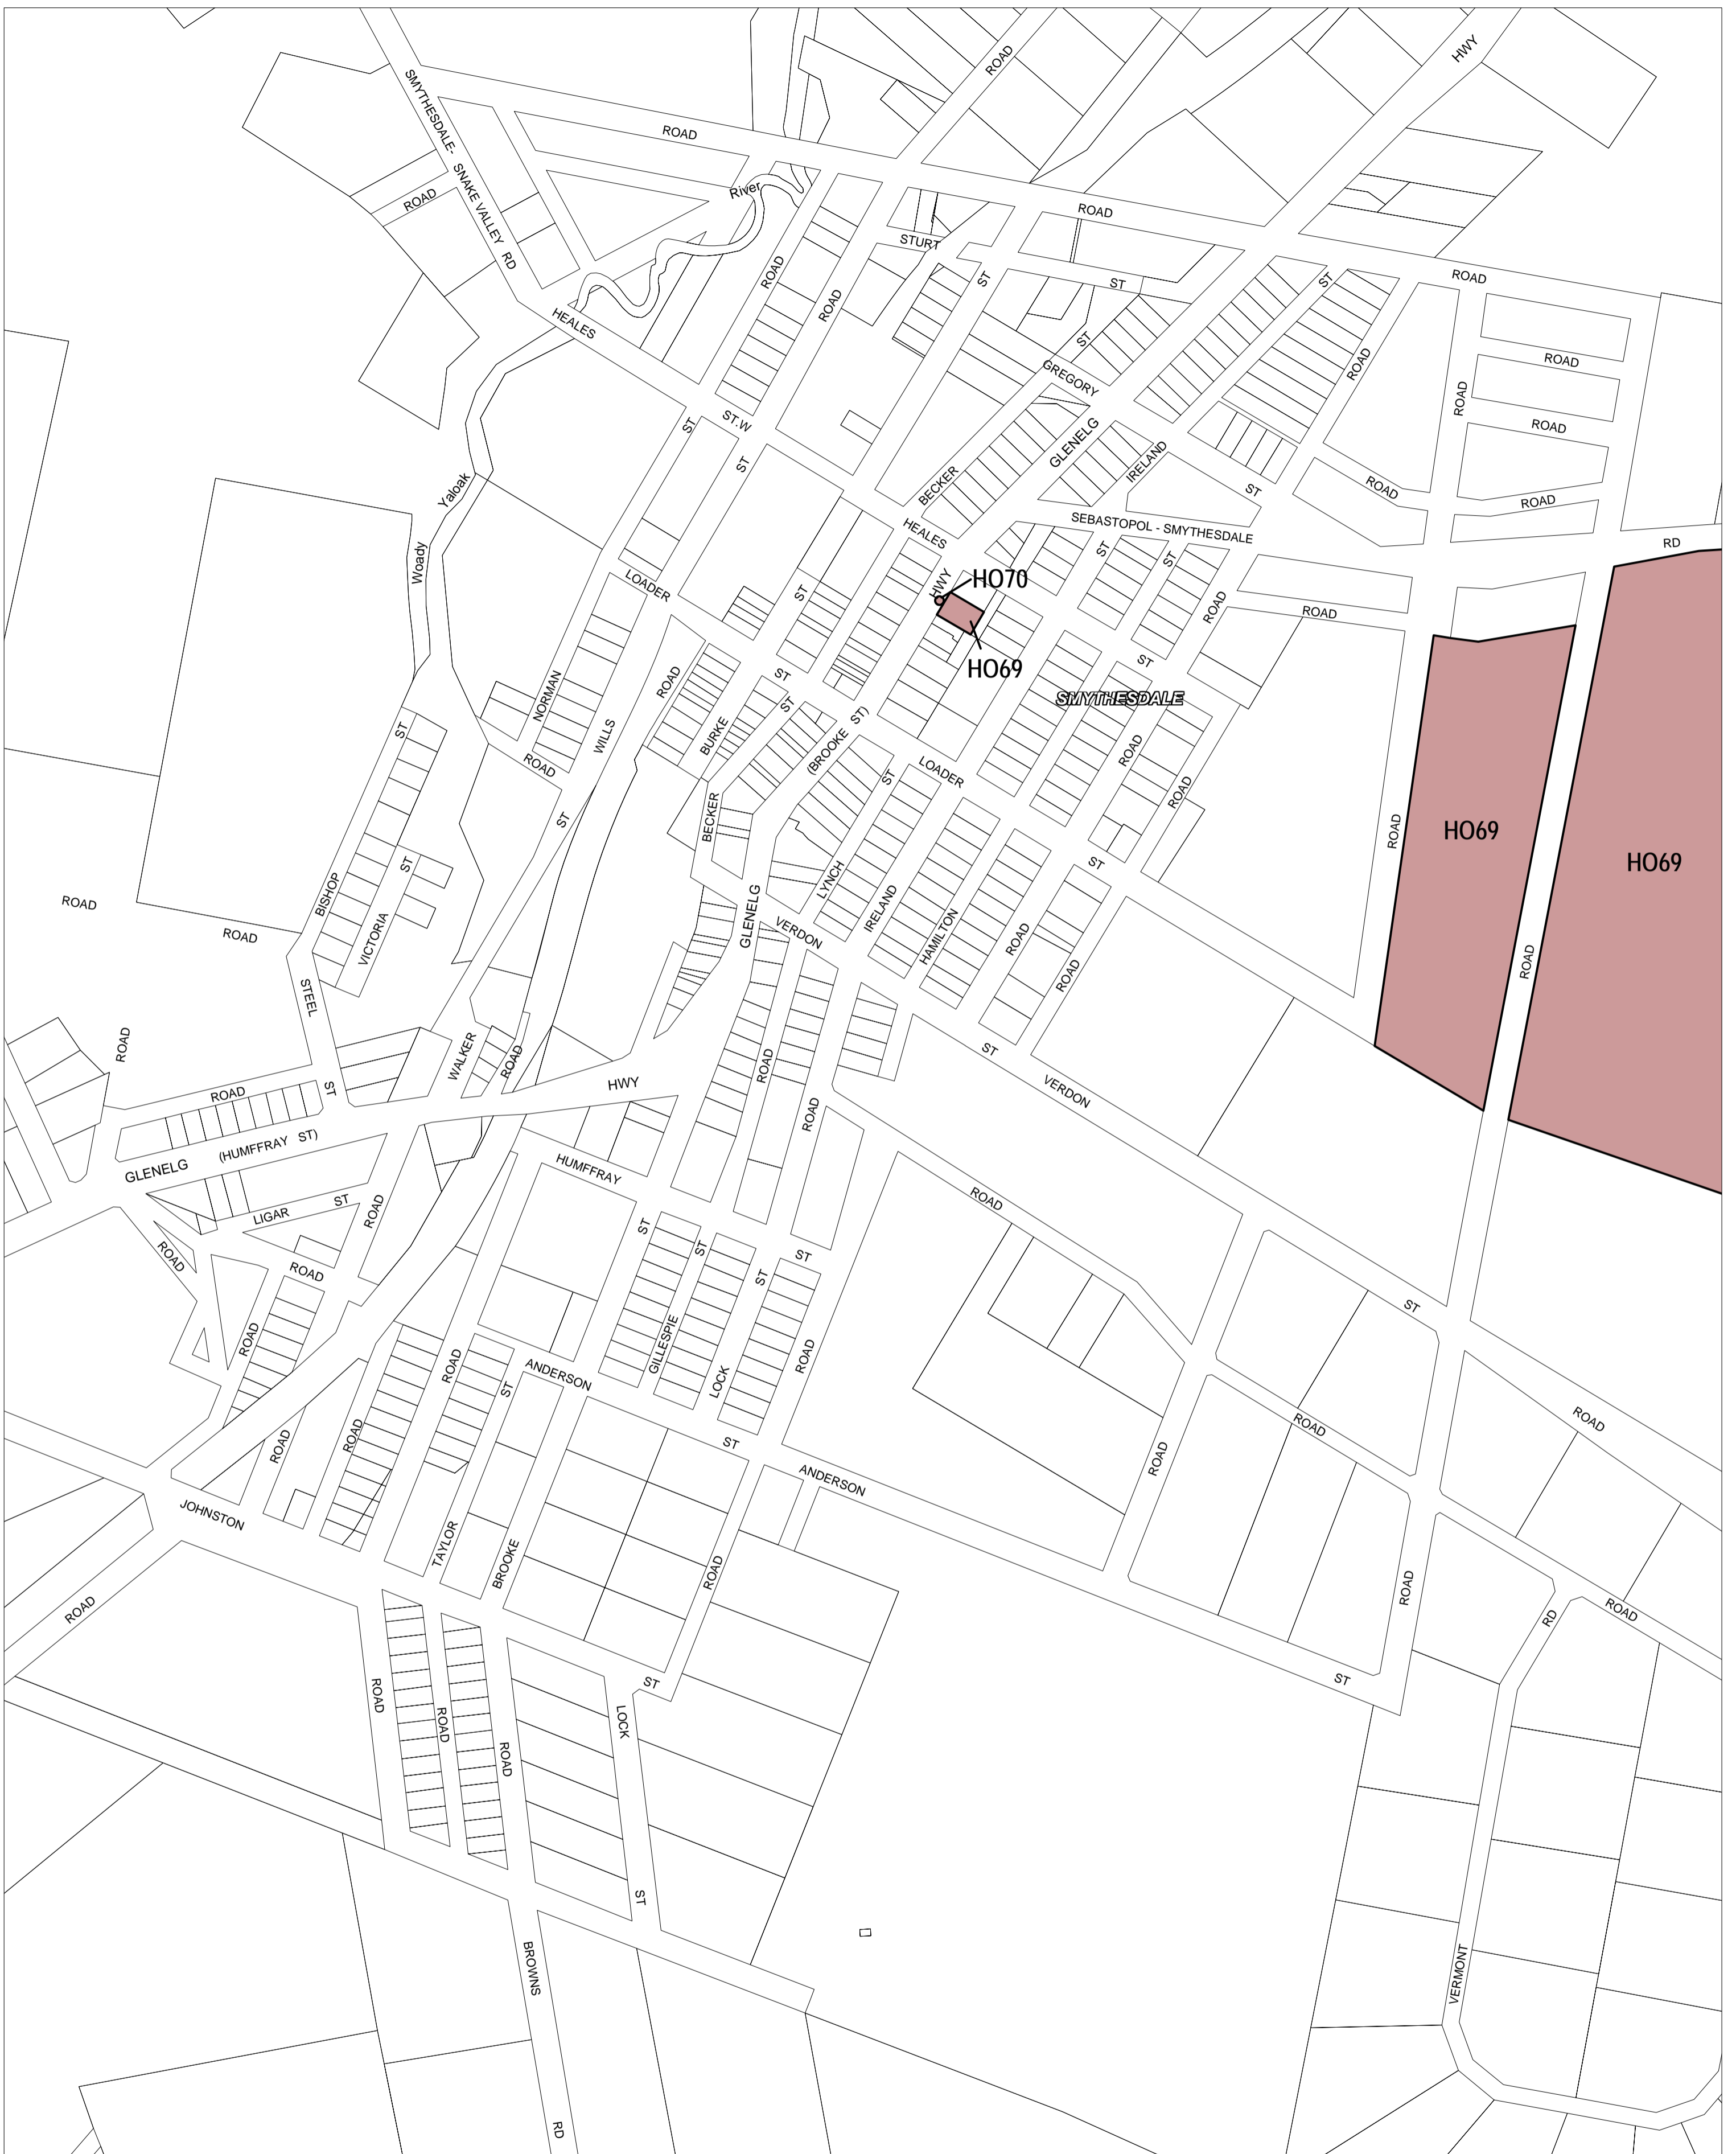 ROAD
HWY
SMYTHESDALE-
SNAKE VALLEY RD
ROAD
ROAD
River
ROAD
STURT
ST
ST
ROAD
ROAD
ROAD
ST
HEALES
ST.W
ST
ST
GREGORY
ST
ROAD
ROAD
ROAD
ROAD
ROAD
ROAD
RD
GLENELG
IRELAND
BECKER
ST
HEALES
SEBASTOPOL - SMYTHESDALE
Yaloak
Woady
LOADER
ST
HWY
HO70
HO69
ST
ST
ROAD
ROAD
ST
SMYTHESDALE
NORMAN
ROAD
WILLS
ROAD
BURKE
ST
ST
(BROOKE ST)
LOADER
ROAD
ROAD
ST
ST
BECKER
ST
LYNCH
IRELAND
HAMILTON
ROAD
ROAD
ROAD
HO69
HO69
ROAD
ST
ST
BISHOP
VICTORIA
ROAD
ROAD
ROAD
STEEL
ST
GLENELG
VERDON
ST
VERDON
WALKER
ROAD
HWY
ROAD
ROAD
ROAD
ST
GLENELG (HUMFFRAY ST)
LIGAR ST
ROAD
ROAD
ROAD
ROAD
HUMFFRAY
ST
ST
ST
ST
ROAD
ST
ROAD
GILLESPIE
LOCK
ROAD
ANDERSON
ST
ROAD
ST
ANDERSON
ROAD
ROAD
ROAD
ROAD
ROAD
JOHNSTON
TAYLOR
BROOKE
ROAD
ROAD
ROAD
RD
ROAD
ST
ST
ROAD
ROAD
ROAD
LOCK
ST
BROWNS
RD
VERMONT